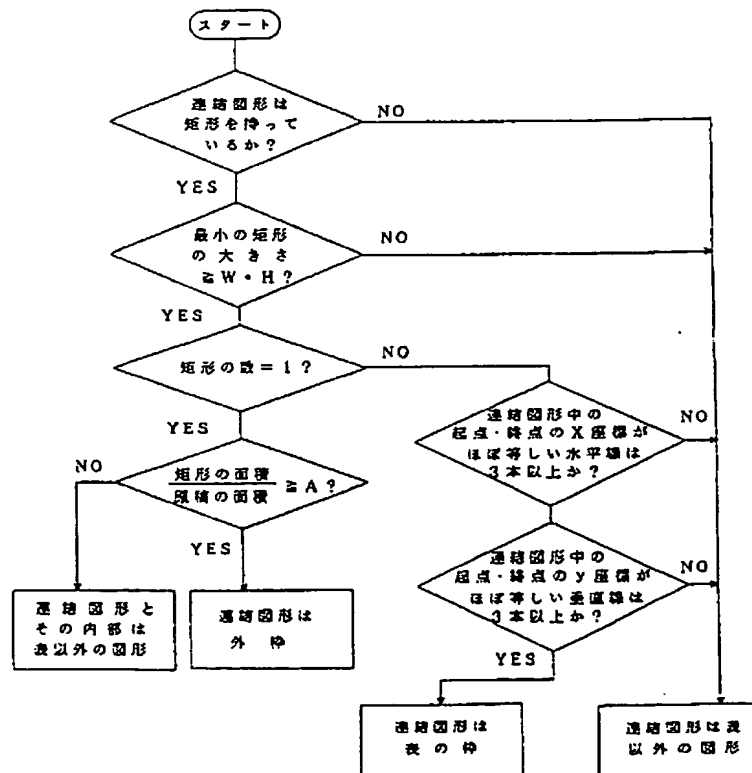 スタート
連結図形は
矩形を持って
いるか?
NO
YES
最小の矩形
の大きさ
≧W・H?
NO
YES
矩形の数=1?
NO
YES
連結図形中の
起点・終点のX座標が
ほぼ等しい水平線は
3本以上か?
NO
矩形の面積
原稿の面積
≧A?
NO
YES
連結図形中の
起点・終点のy座標が
ほぼ等しい垂直線は
3本以上か?
NO
YES
連結図形と
その内部は
表以外の図形
連結図形は
外枠
連結図形は
表の枠
連結図形は表
以外の図形